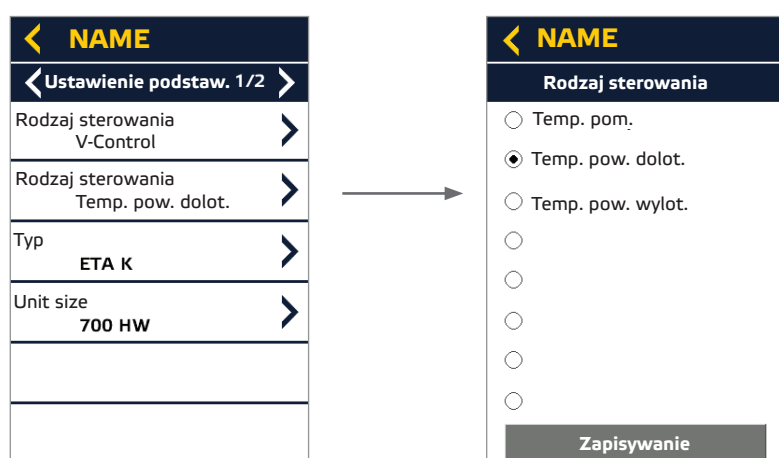 NAME
Ustawienie podstaw. 1/2
Rodzaj sterowania
V-Control
Rodzaj sterowania
Temp. pow. dolot.
Typ
ETA K
Unit size
700 HW
NAME
Rodzaj sterowania
Temp. pom.
Temp. pow. dolot.
Temp. pow. wylot.
Zapisywanie